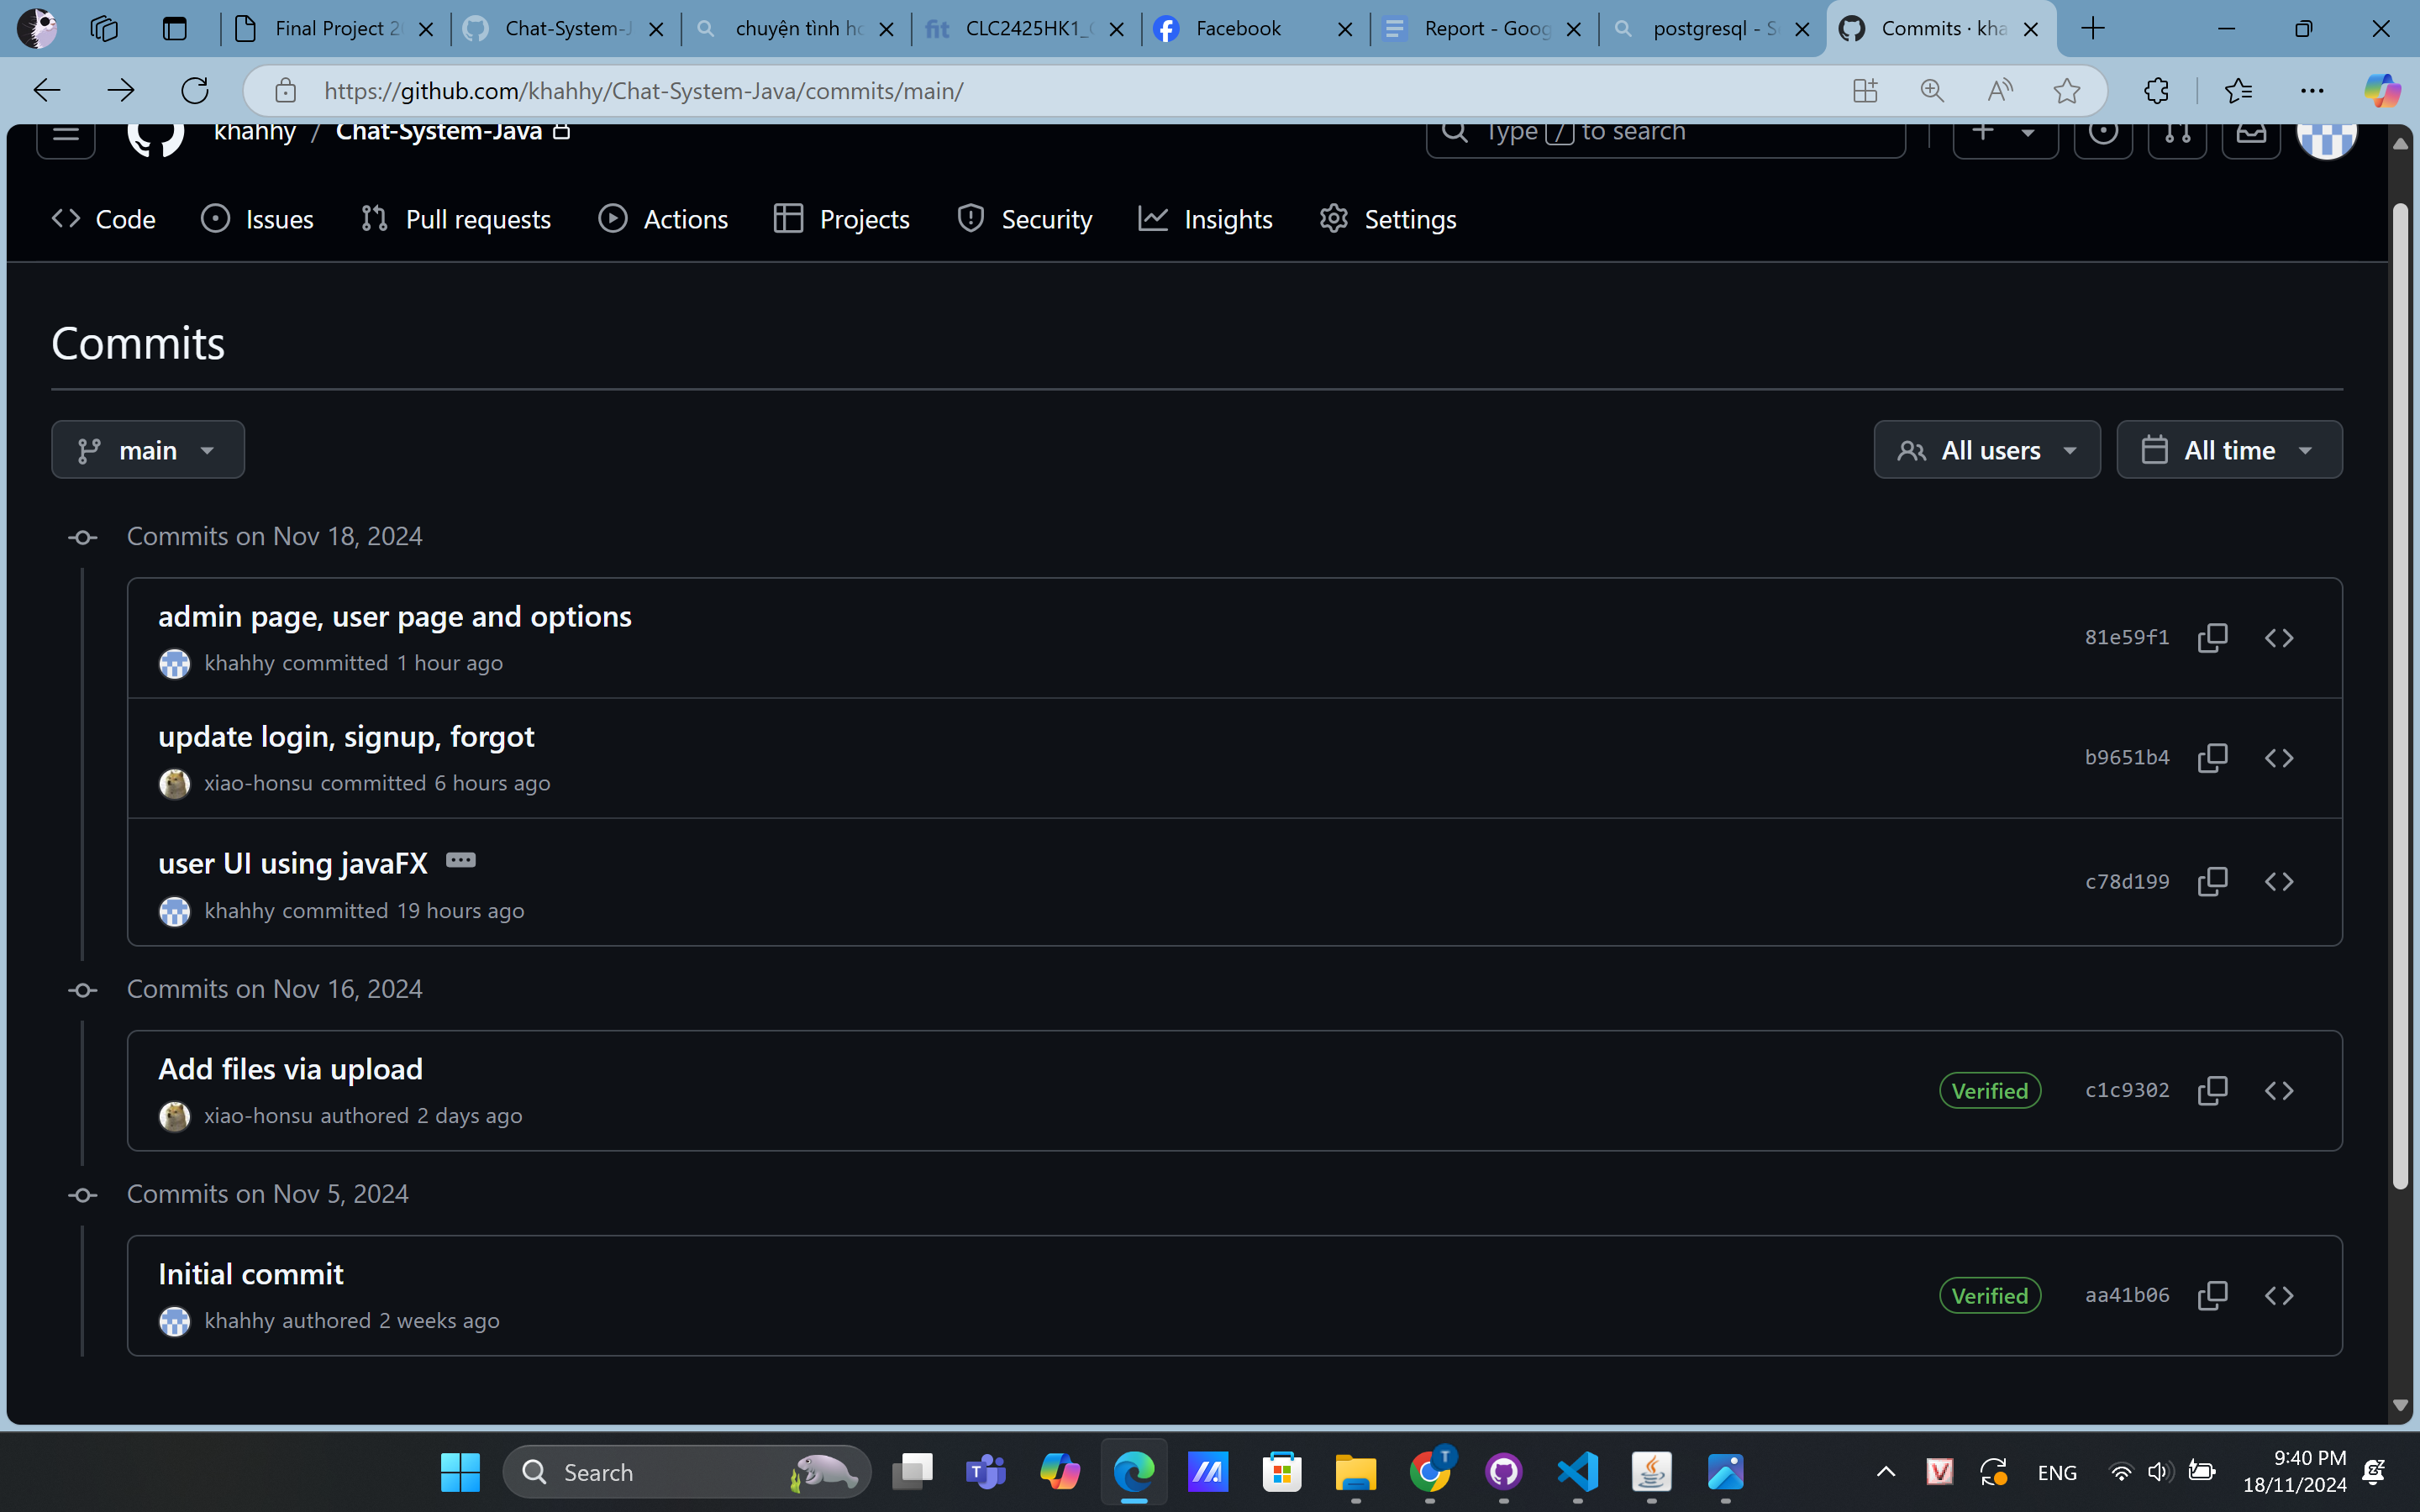 Final Project 2
Chat-System-J
chuyện tình ho
fit CLC2425HK1_
Facebook
Report - Goog
postgresql - S
Commits · kha
https://github.com/khahhy/Chat-System-Java/commits/main/
khahhy / Chat-System-Java
Type / to search
Code
Issues
Pull requests
Actions
Projects
Security
Insights
Settings
Commits
main
All users
All time
Commits on Nov 18, 2024
admin page, user page and options
khahhy committed 1 hour ago
81e59f1
update login, signup, forgot
xiao-honsu committed 6 hours ago
b9651b4
user UI using javaFX
khahhy committed 19 hours ago
c78d199
Commits on Nov 16, 2024
Add files via upload
xiao-honsu authored 2 days ago
Verified
c1c9302
Commits on Nov 5, 2024
Initial commit
khahhy authored 2 weeks ago
Verified
aa41b06
Search
T
T
V
ENG
9:40 PM
18/11/2024